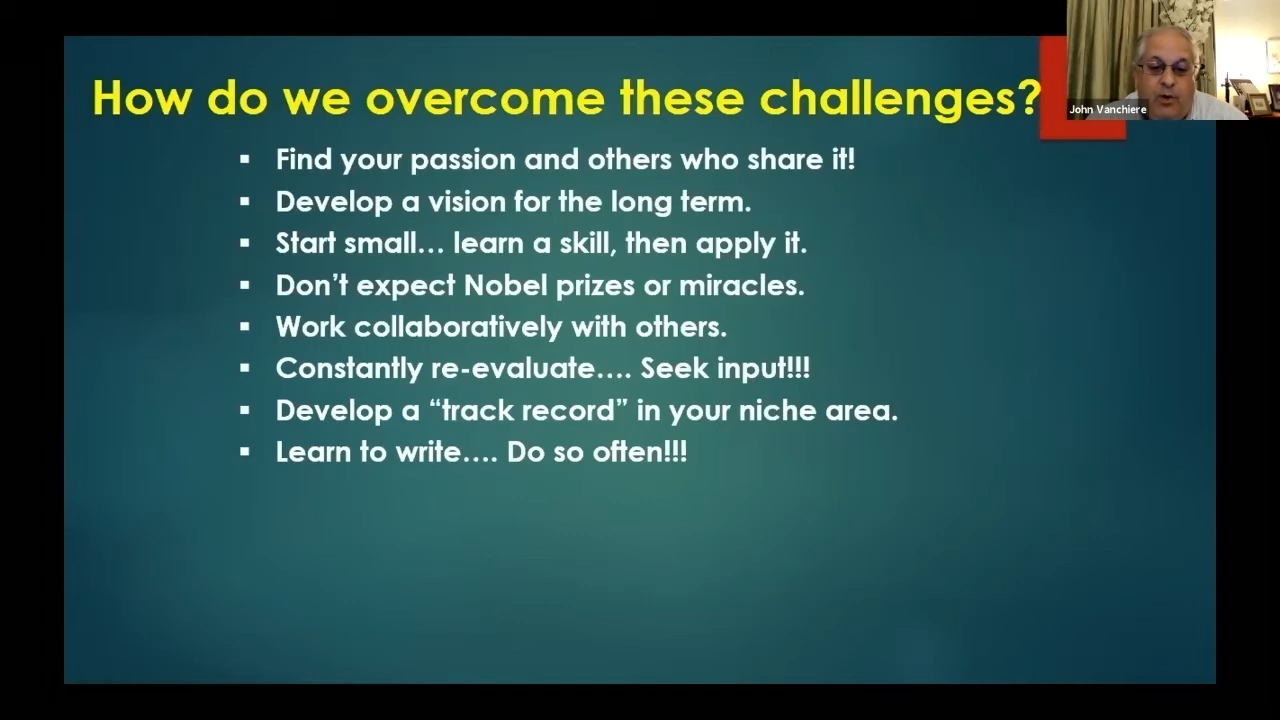 How do we overcome these challenges?
John Vanchiere
▪ Find your passion and others who share it!
▪ Develop a vision for the long term.
▪ Start small… learn a skill, then apply it.
▪ Don’t expect Nobel prizes or miracles.
▪ Work collaboratively with others.
▪ Constantly re-evaluate…. Seek input!!!
▪ Develop a “track record” in your niche area.
▪ Learn to write…. Do so often!!!